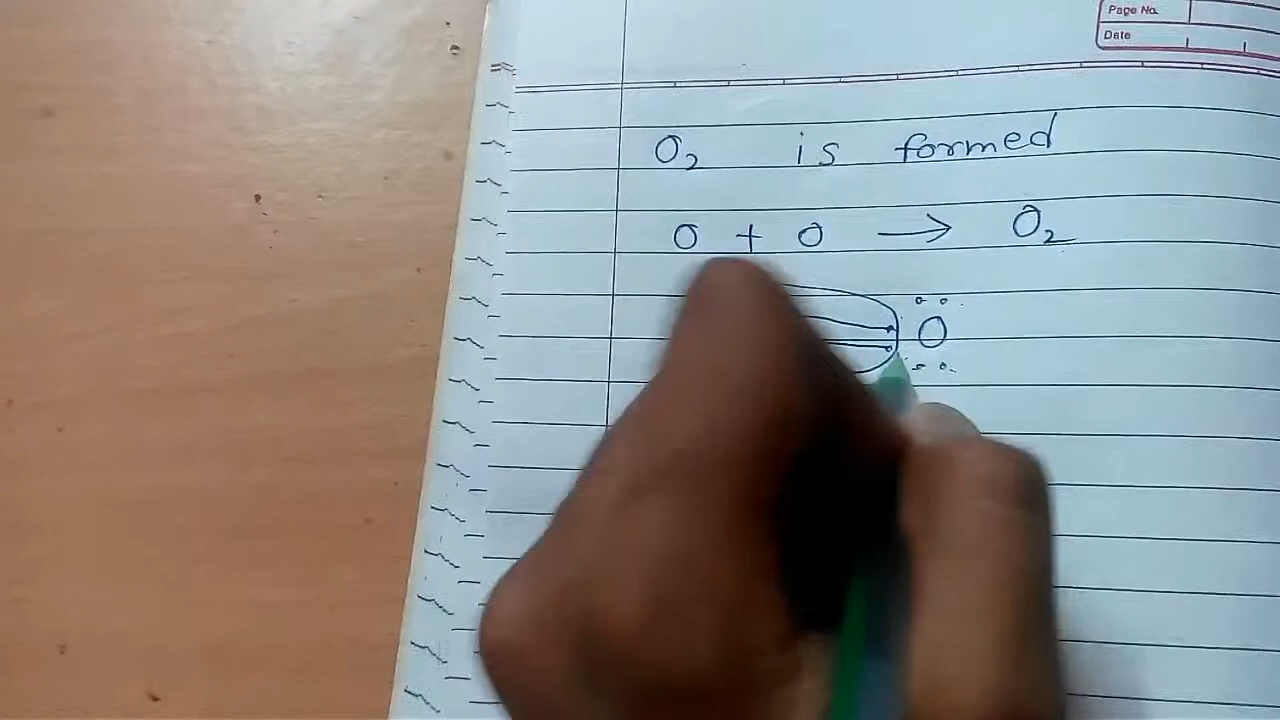 Page No.
Date
O₂ is formed
O + O → O₂
O